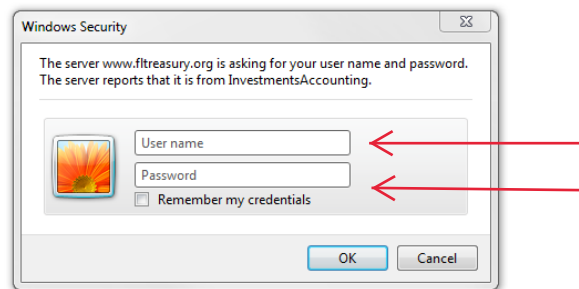 Windows Security
The server www.fltreasury.org is asking for your user name and password.
The server reports that it is from InvestmentsAccounting.
User name
Password
Remember my credentials
OK Cancel